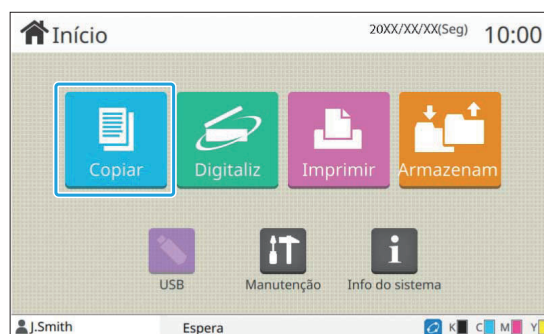 Início 20XX/XX/XX(Seg) 10:00
Copiar Digitaliz Imprimir Armazenam
USB Manutenção Info do sistema
J.Smith Espera K C M Y